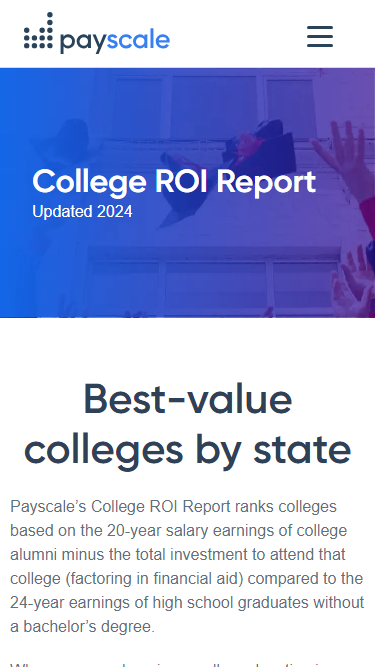 payscale
College ROI Report
Updated 2024
Best-value
colleges by state
Payscale’s College ROI Report ranks colleges
based on the 20-year salary earnings of college
alumni minus the total investment to attend that
college (factoring in financial aid) compared to the
24-year earnings of high school graduates without
a bachelor’s degree.